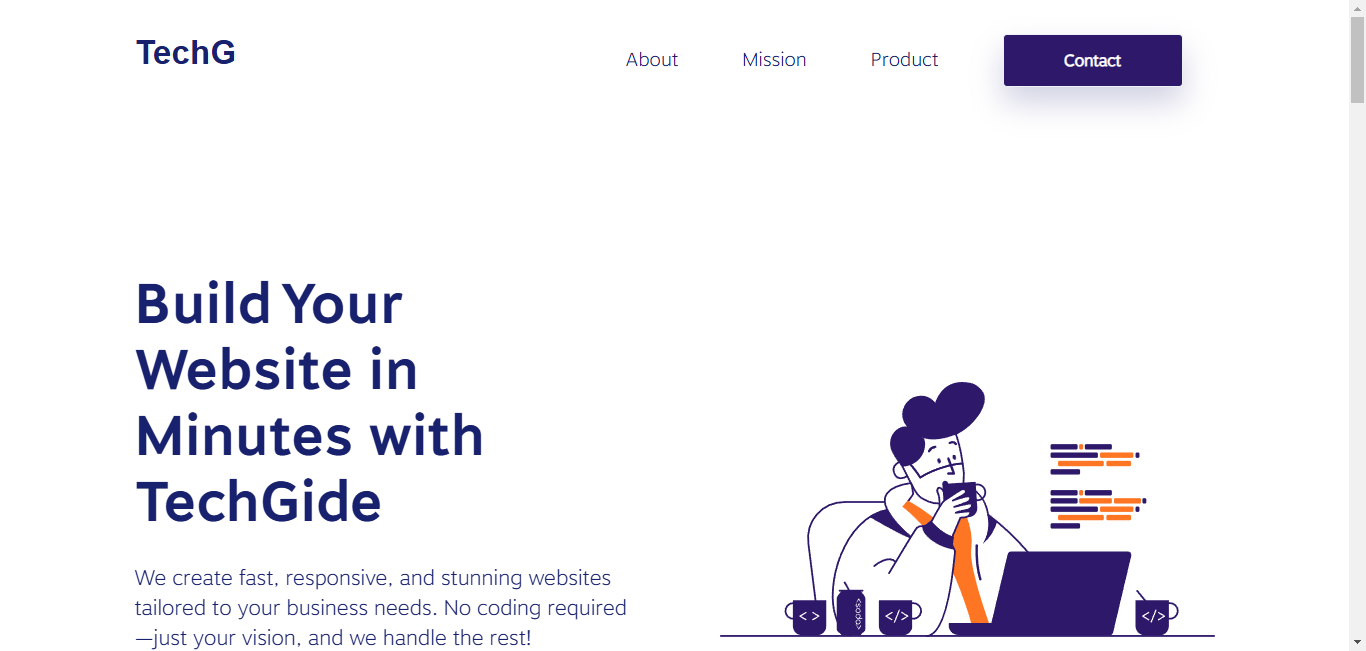 TechG
About Mission Product Contact
Build Your
Website in
Minutes with
TechGide
We create fast, responsive, and stunning websites
tailored to your business needs. No coding required
—just your vision, and we handle the rest!
< >
</>
</>